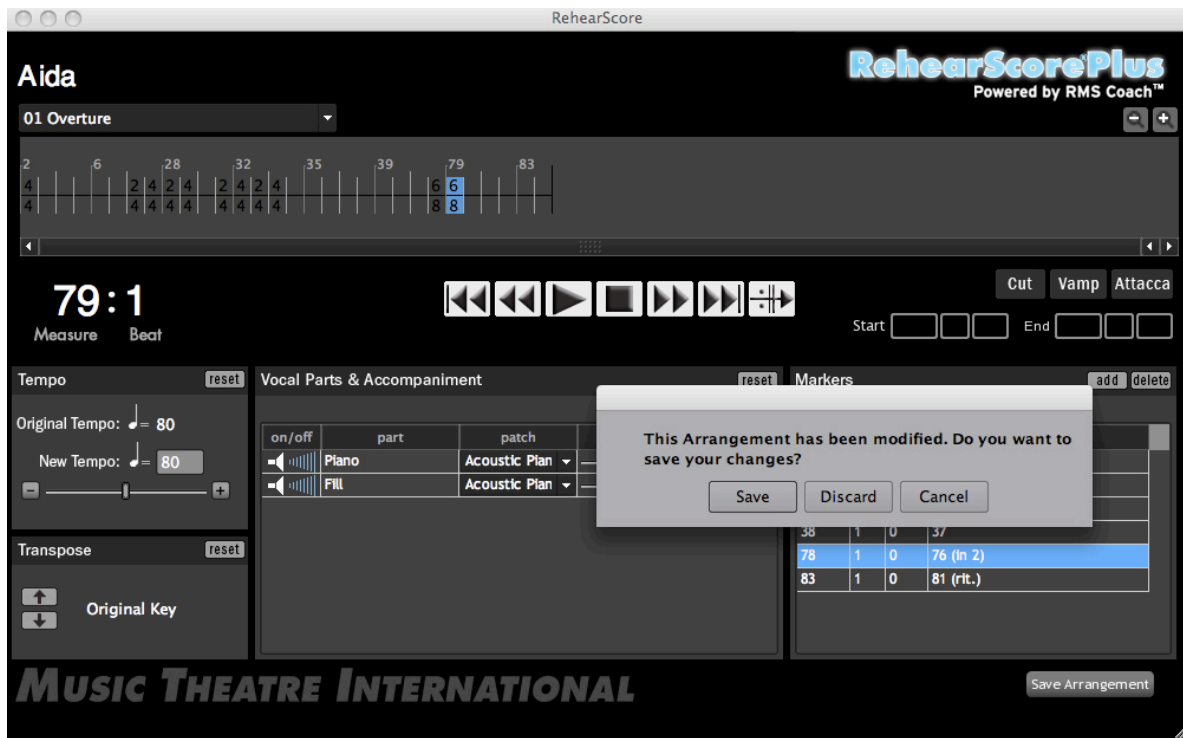 RehearScore
Aida
RehearScore®Plus
Powered by RMS Coach™
01 Overture
2 6 28 32 35 39 79 83
4 2 4 2 4 2 4 2 4 6 6
4 4 4 4 4 4 4 4 4 8 8
79:1
Measure Beat
Cut Vamp Attacca
Start End
Tempo reset
Original Tempo: ♩= 80
New Tempo: ♩= 80
Transpose reset
Original Key
Vocal Parts & Accompaniment reset
on/off part patch
Piano Acoustic Pian
Fill Acoustic Pian
Markers add delete
This Arrangement has been modified. Do you want to
save your changes?
Save Discard Cancel
38 1 0 37
78 1 0 76 (in 2)
83 1 0 81 (rit.)
MUSIC THEATRE INTERNATIONAL
Save Arrangement